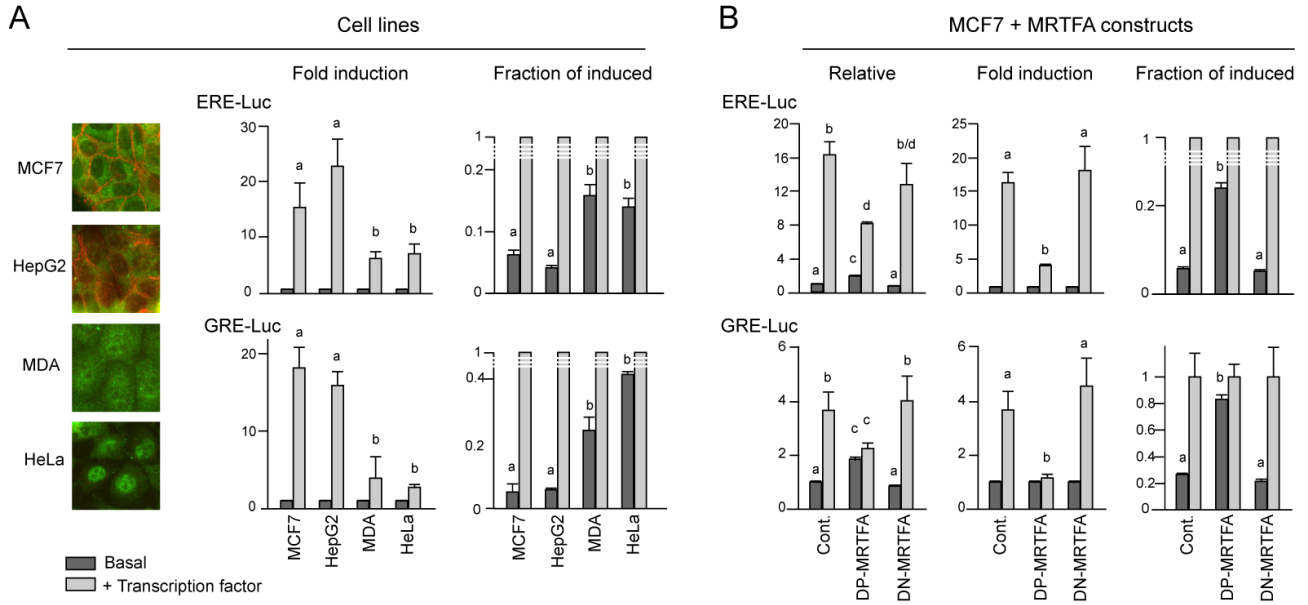 A
Cell lines
Fold induction
Fraction of induced
MCF7
HepG2
MDA
HeLa
ERE-Luc
30
20
10
0
a
a
b
b
1
0.2
0.1
0
a
a
b
b
GRE-Luc
20
10
0
a
a
b
b
MCF7
HepG2
MDA
HeLa
1
0.4
0.2
0
a
a
b
b
MCF7
HepG2
MDA
HeLa
Basal
+ Transcription factor
B
MCF7 + MRTFA constructs
Relative
Fold induction
Fraction of induced
ERE-Luc
20
16
12
8
4
0
a
b
c
d
a
b/d
25
20
15
10
5
0
a
b
a
1
0.2
0
a
b
a
GRE-Luc
6
4
2
0
a
b
c
c
a
b
Cont.
DP-MRTFA
DN-MRTFA
6
4
2
0
a
b
a
Cont.
DP-MRTFA
DN-MRTFA
1
0.8
0.6
0.4
0.2
0
a
b
a
Cont.
DP-MRTFA
DN-MRTFA